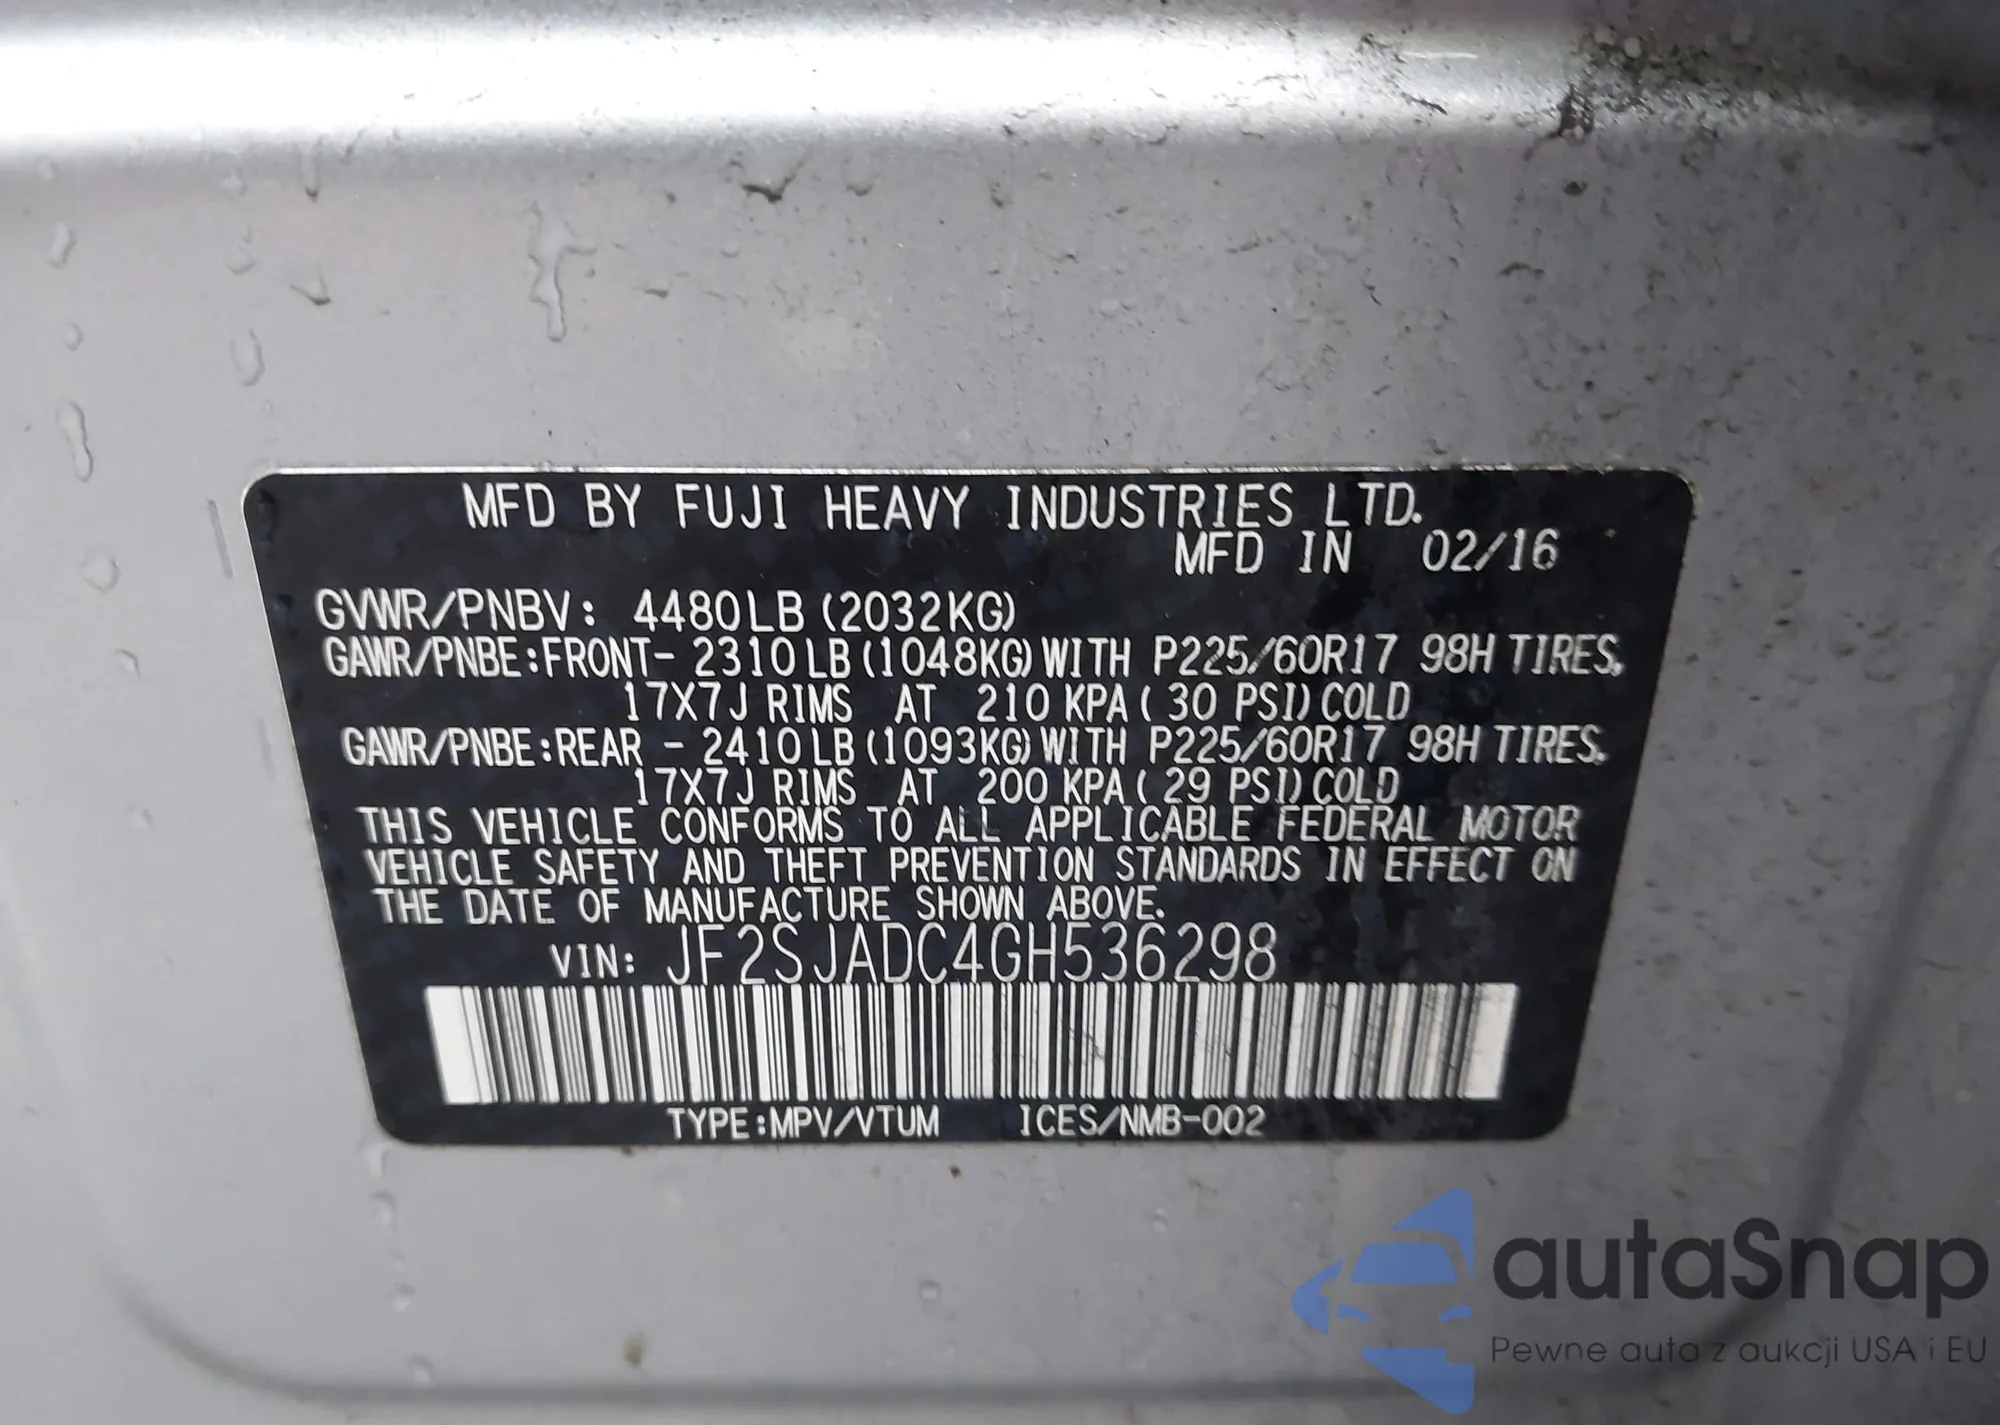 MFD BY FUJI HEAVY INDUSTRIES LTD.
MFD IN 02/16
GVWR/PNBV: 4480LB (2032KG)
GAWR/PNBE:FRONT- 2310LB (1048KG) WITH P225/60R17 98H TIRES,
17X7J RIMS AT 210 KPA ( 30 PSI) COLD
GAWR/PNBE:REAR - 2410LB (1093KG) WITH P225/60R17 98H TIRES.
17X7J RIMS AT 200 KPA ( 29 PSI) COLD
THIS VEHICLE CONFORMS TO ALL APPLICABLE FEDERAL MOTOR
VEHICLE SAFETY AND THEFT PREVENTION STANDARDS IN EFFECT ON
THE DATE OF MANUFACTURE SHOWN ABOVE.
VIN: JF2SJADC4GH536298
TYPE:MPV/VTUM ICES/NMB-002
autaSnap
Pewne auta z aukcji USA i EU